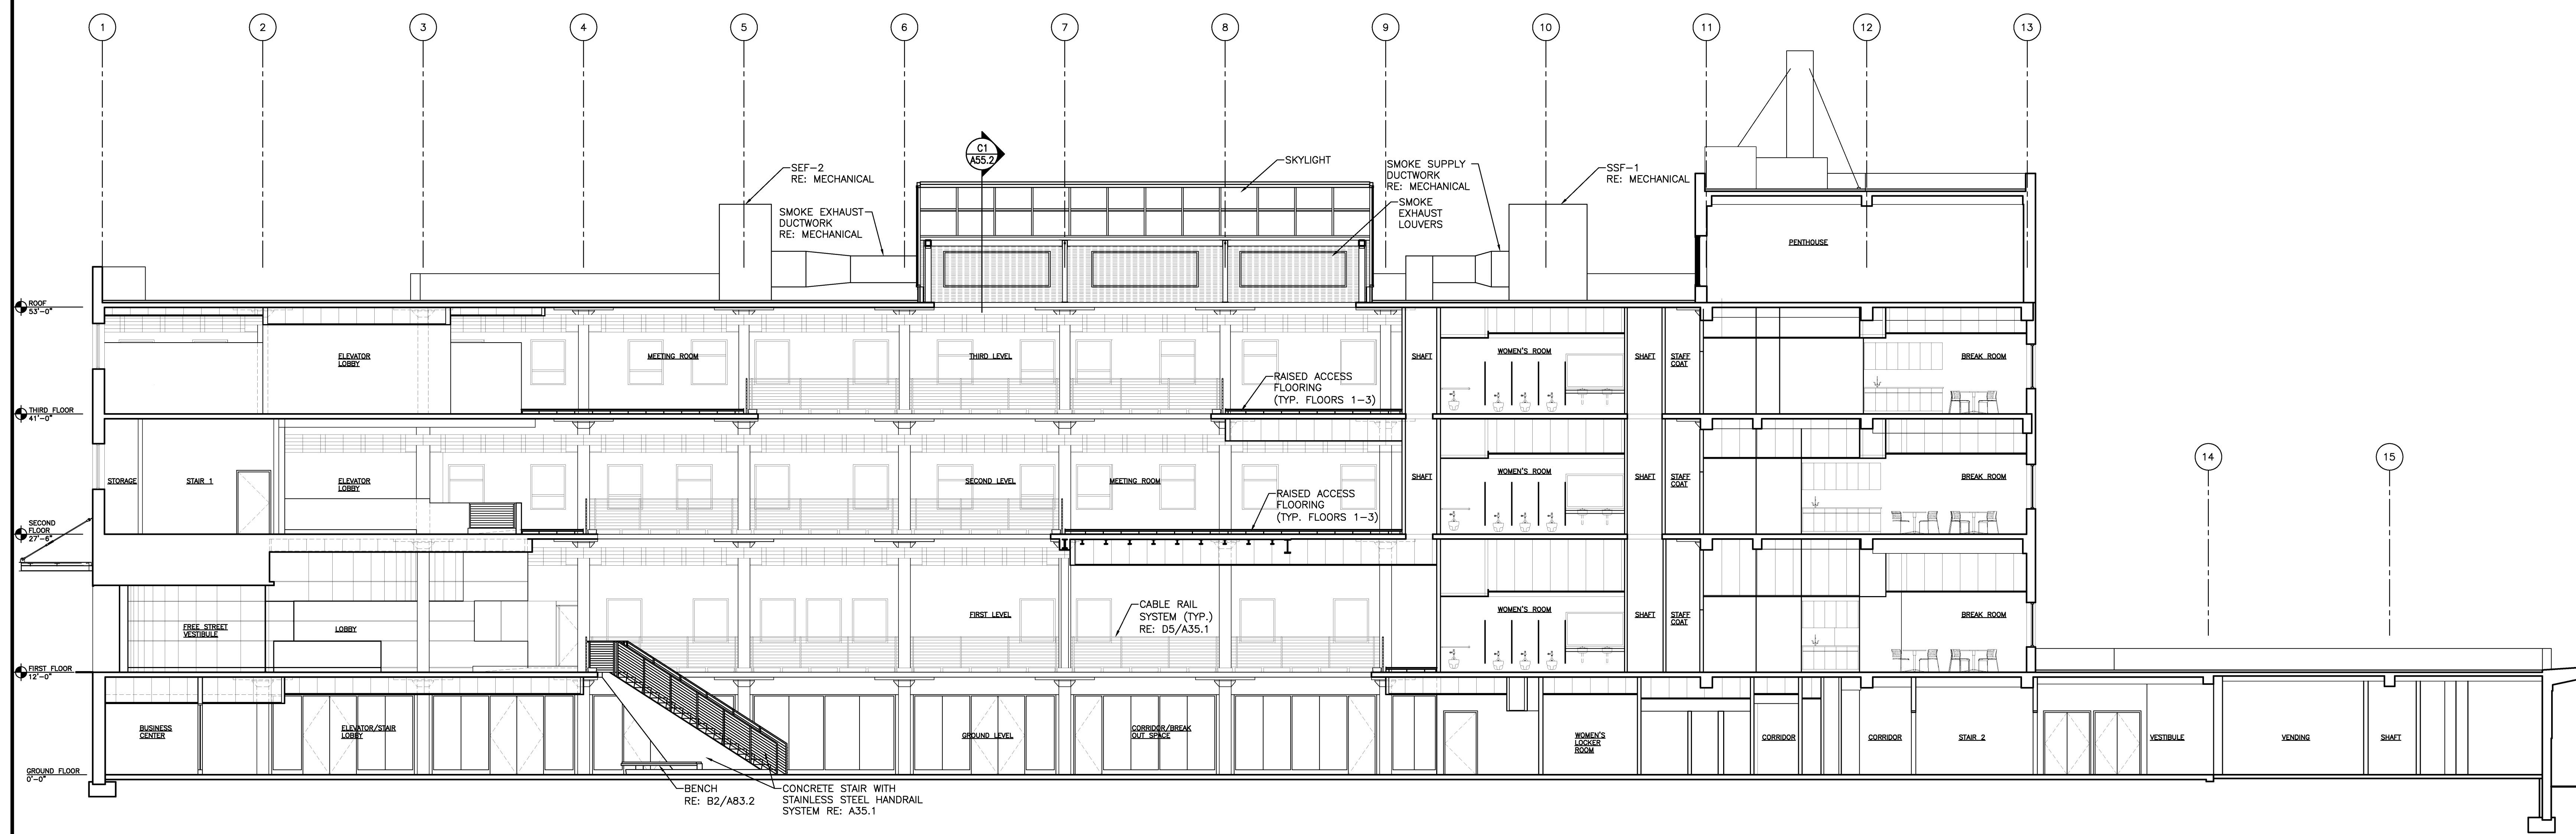 1 2 3 4 5 6 7 8 9 10 11 12 13
C1
A55.2
SEF-2
RE: MECHANICAL
SMOKE EXHAUST
DUCTWORK
RE: MECHANICAL
SKYLIGHT
SMOKE SUPPLY
DUCTWORK
RE: MECHANICAL
SMOKE
EXHAUST
LOUVERS
SSF-1
RE: MECHANICAL
PENTHOUSE
ROOF
53'-0"
ELEVATOR
LOBBY
MEETING ROOM
THIRD LEVEL
RAISED ACCESS
FLOORING
(TYP. FLOORS 1-3)
SHAFT
WOMEN'S ROOM
SHAFT
STAFF
COAT
BREAK ROOM
THIRD FLOOR
41'-0"
14 15
STORAGE
STAIR 1
ELEVATOR
LOBBY
SECOND LEVEL
MEETING ROOM
RAISED ACCESS
FLOORING
(TYP. FLOORS 1-3)
SHAFT
WOMEN'S ROOM
SHAFT
STAFF
COAT
BREAK ROOM
SECOND
FLOOR
27'-6"
FREE STREET
VESTIBULE
LOBBY
FIRST LEVEL
CABLE RAIL
SYSTEM (TYP.)
RE: D5/A35.1
WOMEN'S ROOM
SHAFT
STAFF
COAT
BREAK ROOM
FIRST FLOOR
12'-0"
BUSINESS
CENTER
ELEVATOR/STAIR
LOBBY
GROUND LEVEL
CORRIDOR/BREAK
OUT SPACE
WOMEN'S
LOCKER
ROOM
CORRIDOR
CORRIDOR
STAIR 2
VESTIBULE
VENDING
SHAFT
GROUND FLOOR
0'-0"
BENCH
RE: B2/A83.2
CONCRETE STAIR WITH
STAINLESS STEEL HANDRAIL
SYSTEM RE: A35.1